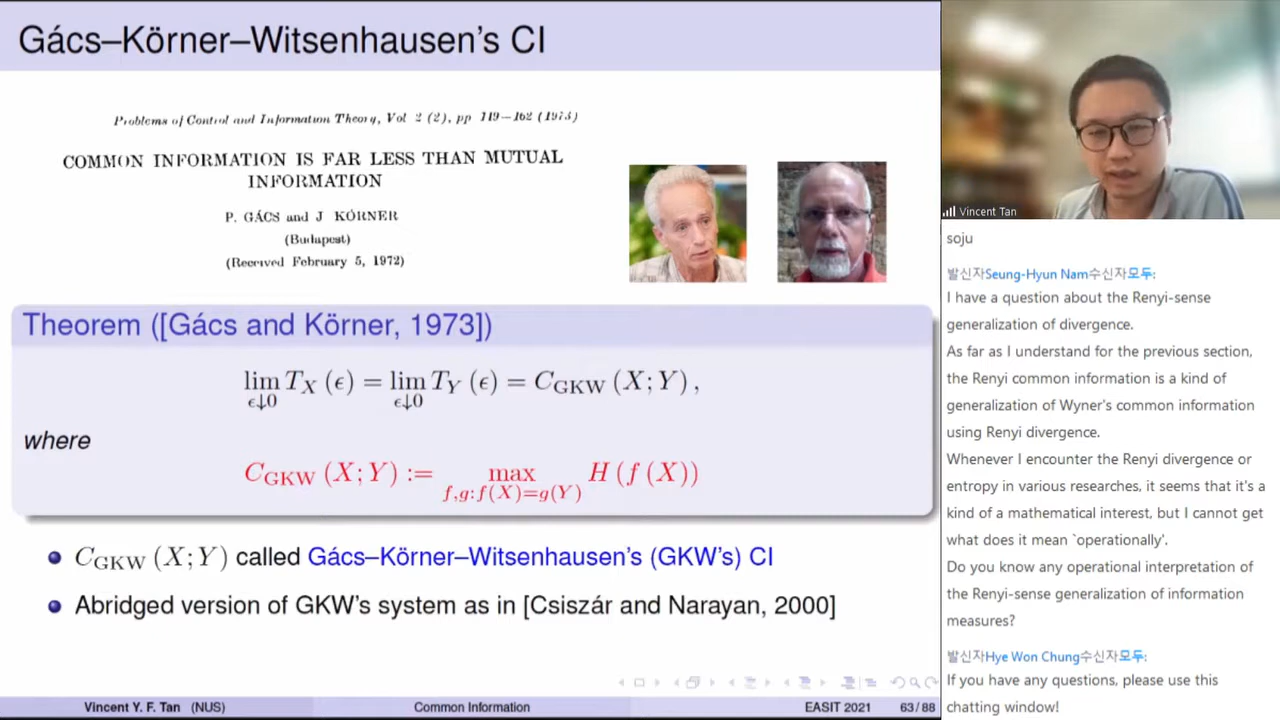 Gács–Körner–Witsenhausen's CI
Problems of Control and Information Theory, Vol 2 (2), pp 119–162 (1973)
COMMON INFORMATION IS FAR LESS THAN MUTUAL
INFORMATION
P. GÁCS and J KÖRNER
(Budapest)
(Received February 5, 1972)
Theorem ([Gács and Körner, 1973])
lim T_X (ϵ) = lim T_Y (ϵ) = C_GKW (X; Y) ,
ϵ↓0 ϵ↓0
where
C_GKW (X; Y) := max H (f (X))
f,g:f(X)=g(Y)
C_GKW (X; Y) called Gács–Körner–Witsenhausen's (GKW's) CI
Abridged version of GKW's system as in [Csiszár and Narayan, 2000]
Vincent Y. F. Tan (NUS) Common Information EASIT 2021 63 / 88
Vincent Tan
soju
발신자Seung-Hyun Nam수신자모두:
I have a question about the Renyi-sense
generalization of divergence.
As far as I understand for the previous section,
the Renyi common information is a kind of
generalization of Wyner's common information
using Renyi divergence.
Whenever I encounter the Renyi divergence or
entropy in various researches, it seems that it's a
kind of a mathematical interest, but I cannot get
what does it mean `operationally'.
Do you know any operational interpretation of
the Renyi-sense generalization of information
measures?
발신자Hye Won Chung수신자모두:
If you have any questions, please use this
chatting window!